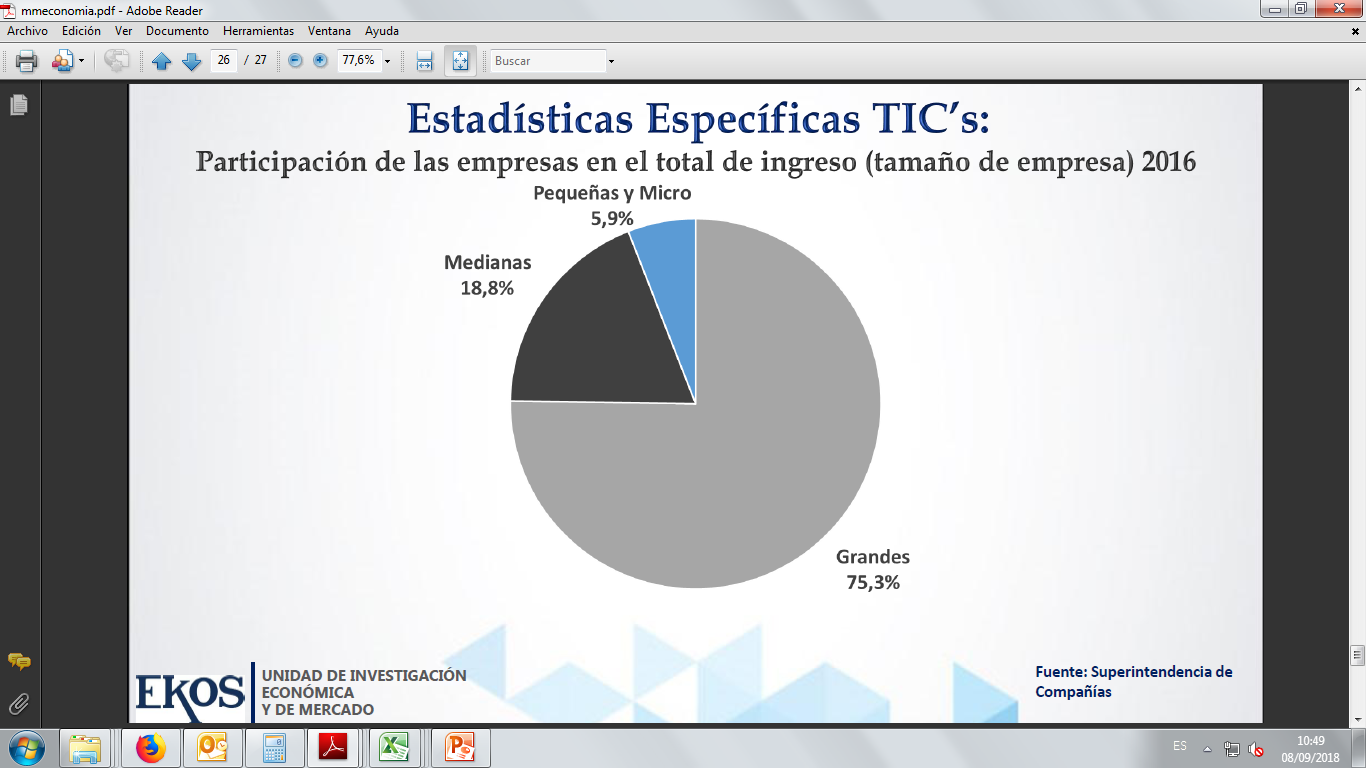 mmeconomia.pdf - Adobe Reader
Archivo Edición Ver Documento Herramientas Ventana Ayuda
26 / 27 77,6% Buscar
Estadísticas Específicas TIC's:
Participación de las empresas en el total de ingreso (tamaño de empresa) 2016
Pequeñas y Micro
5,9%
Medianas
18,8%
Grandes
75,3%
EKOS
UNIDAD DE INVESTIGACIÓN
ECONÓMICA
Y DE MERCADO
Fuente: Superintendencia de
Compañías
ES
10:49
08/09/2018